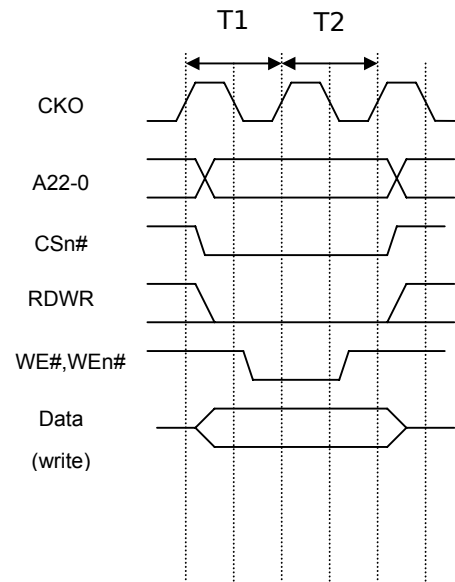 T1 T2
CKO
A22-0
CSn#
RDWR
WE#,WEn#
Data
(write)